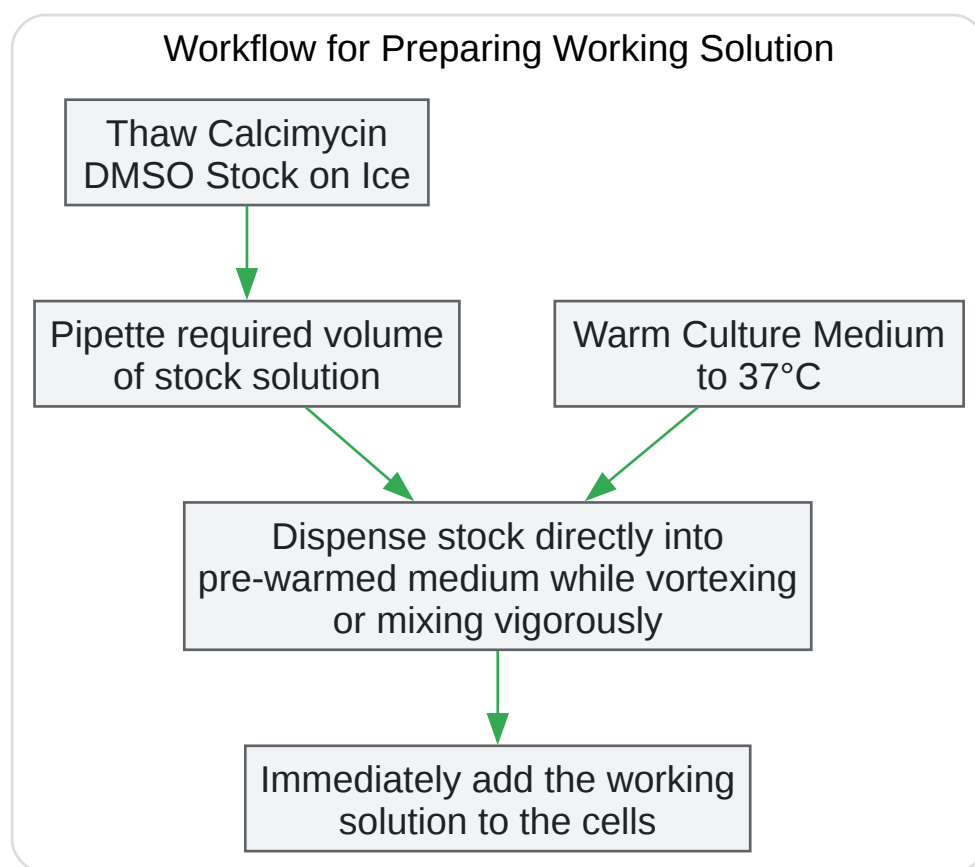 Workflow for Preparing Working Solution
Thaw Calcimycin
DMSO Stock on Ice
Pipette required volume
of stock solution
Warm Culture Medium
to 37°C
Dispense stock directly into
pre-warmed medium while vortexing
or mixing vigorously
Immediately add the working
solution to the cells